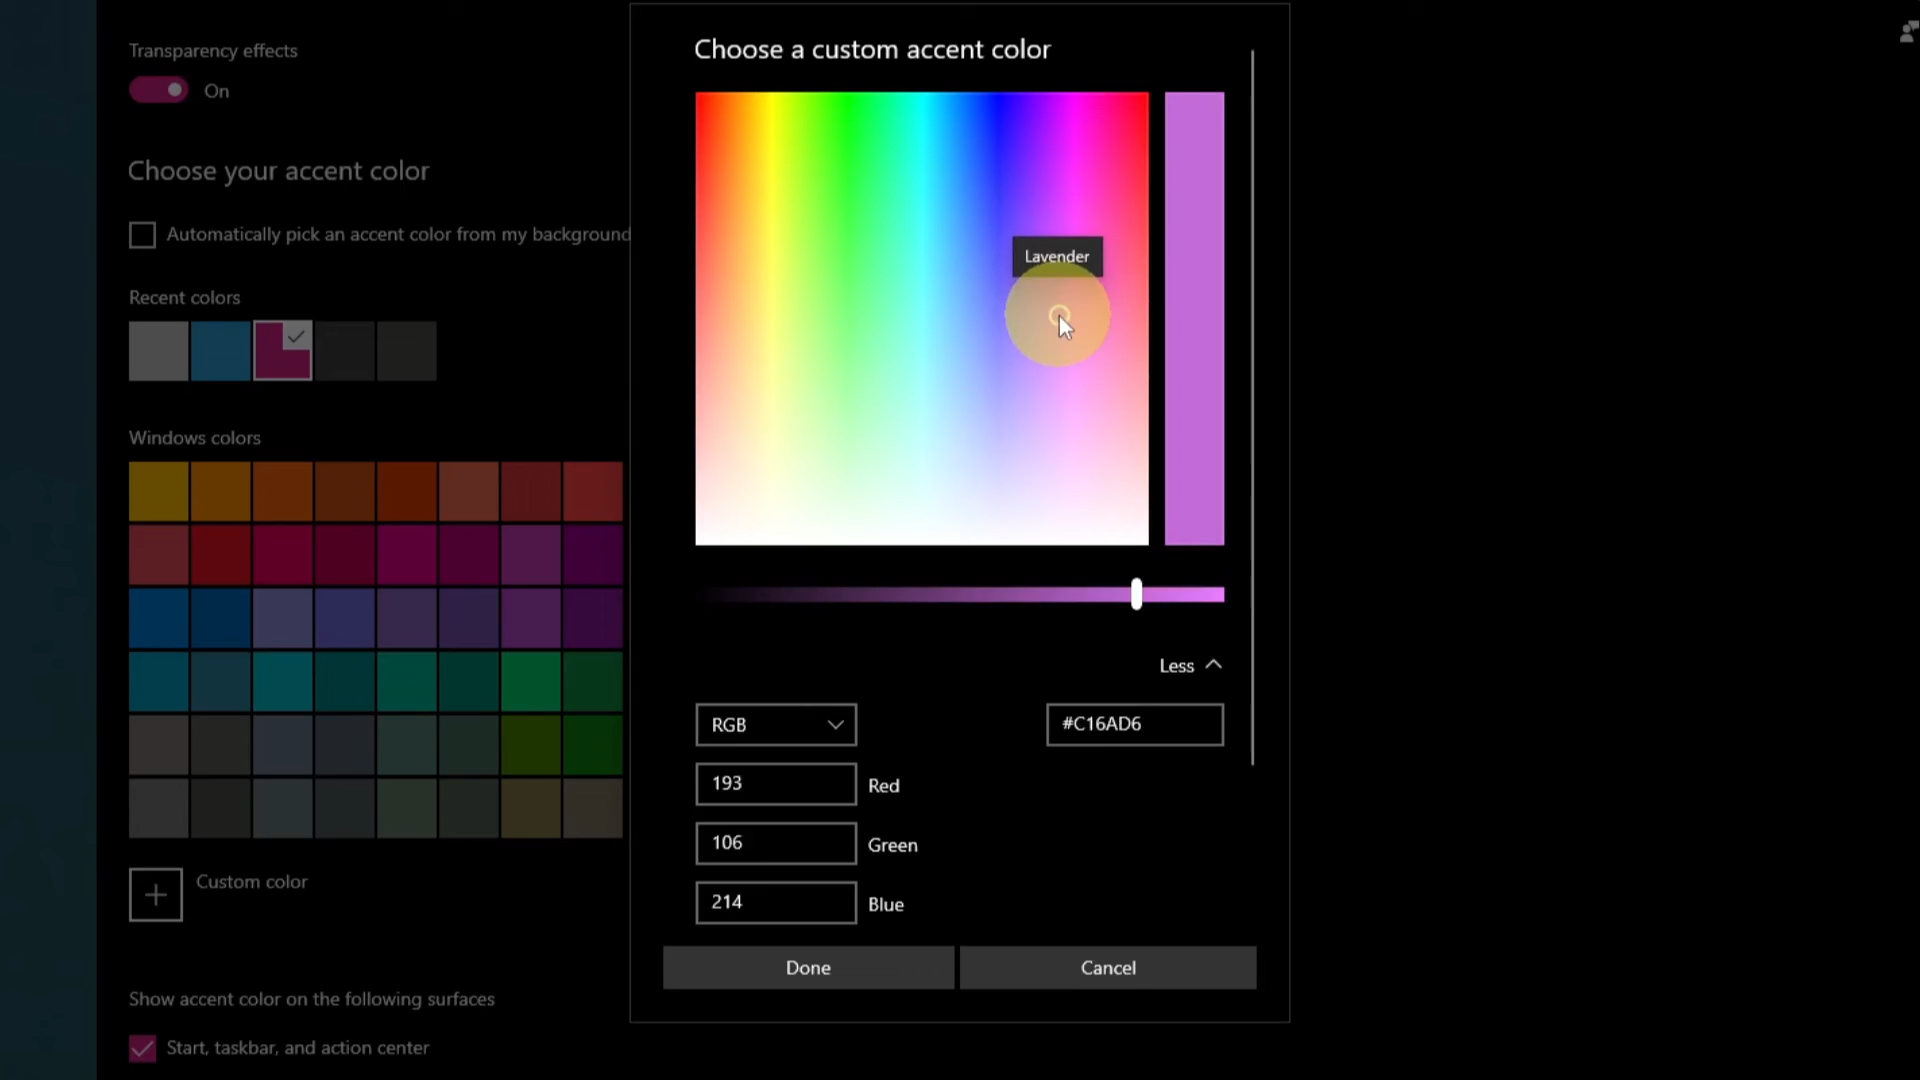 Transparency effects
On
Choose your accent color
Automatically pick an accent color from my background
Recent colors
Windows colors
Custom color
Show accent color on the following surfaces
Start, taskbar, and action center
Choose a custom accent color
Lavender
Less
RGB
#C16AD6
193
Red
106
Green
214
Blue
Done
Cancel